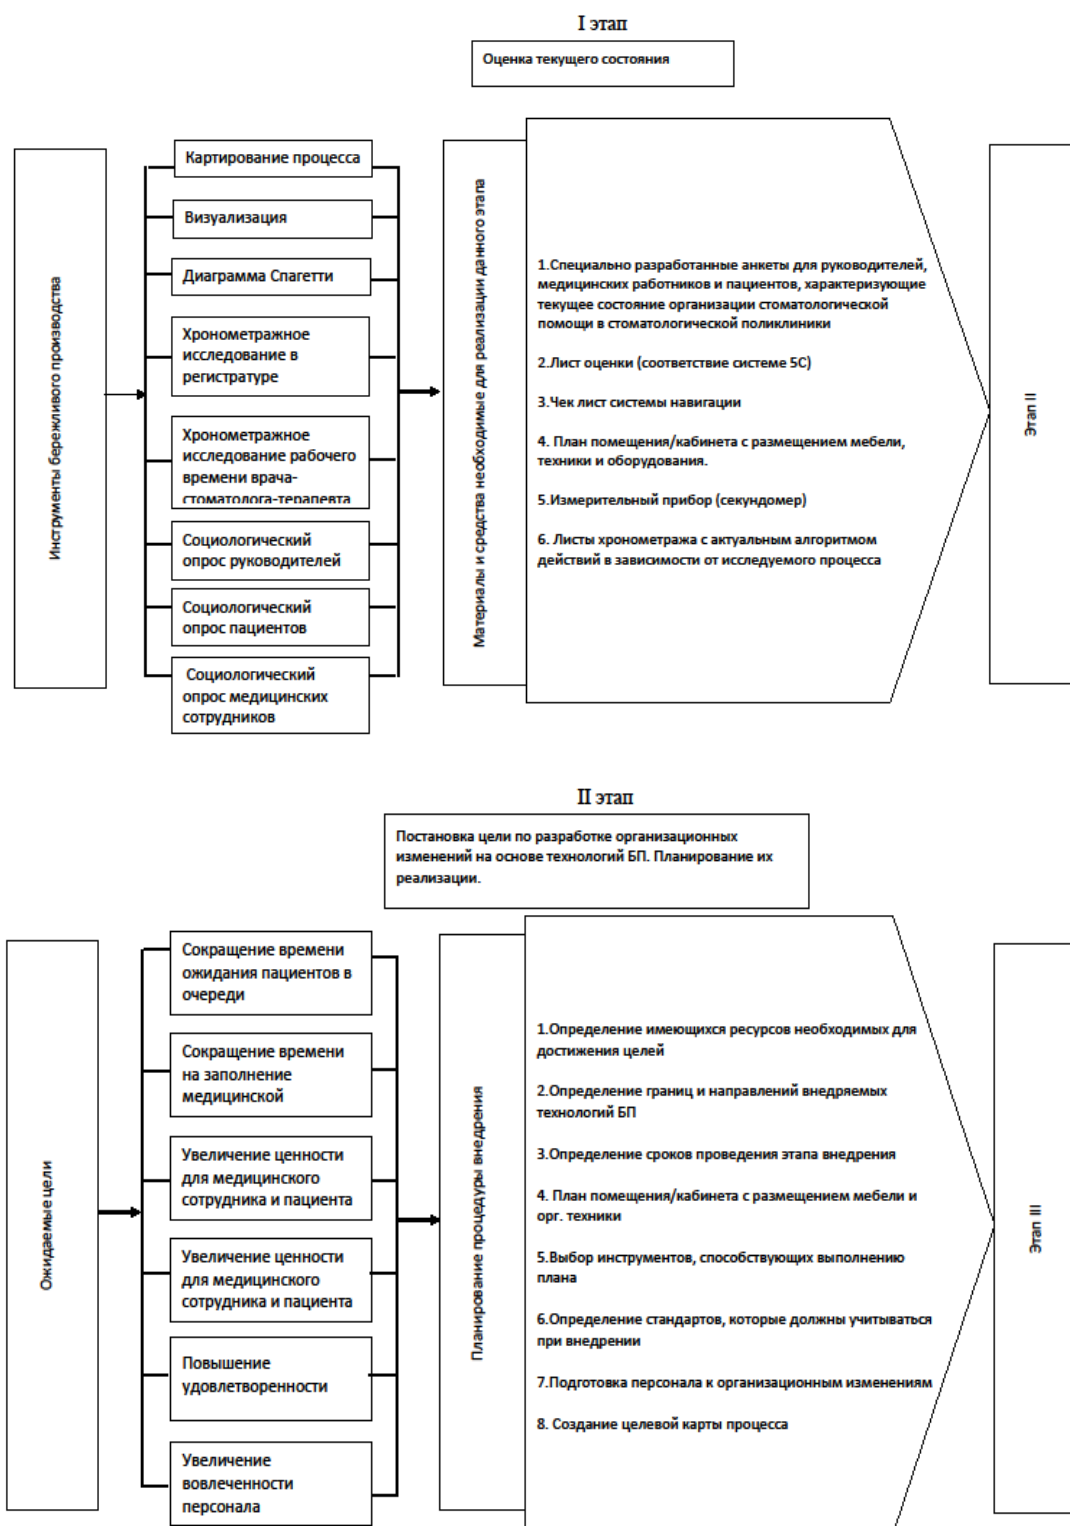 I этап
Оценка текущего состояния
Инструменты бережливого производства
Картирование процесса
Визуализация
Диаграмма Спагетти
Хронометражное
исследование в
регистратуре
Хронометражное
исследование рабочего
времени врача-
стоматолога-терапевта
Социологический
опрос руководителей
Социологический
опрос пациентов
Социологический
опрос медицинских
сотрудников
Материалы и средства необходимые для реализации данного этапа
1.Специально разработанные анкеты для руководителей,
медицинских работников и пациентов, характеризующие
текущее состояние организации стоматологической
помощи в стоматологической поликлиники
2.Лист оценки (соответствие системе 5С)
3.Чек лист системы навигации
4. План помещения/кабинета с размещением мебели,
техники и оборудования.
5.Измерительный прибор (секундомер)
6. Листы хронометража с актуальным алгоритмом
действий в зависимости от исследуемого процесса
Этап II
II этап
Постановка цели по разработке организационных
изменений на основе технологий БП. Планирование их
реализации.
Ожидаемые цели
Сокращение времени
ожидания пациентов в
очереди
Сокращение времени
на заполнение
медицинской
Увеличение ценности
для медицинского
сотрудника и пациента
Увеличение ценности
для медицинского
сотрудника и пациента
Повышение
удовлетворенности
Увеличение
вовлеченности
персонала
Планирование процедуры внедрения
1.Определение имеющихся ресурсов необходимых для
достижения целей
2.Определение границ и направлений внедряемых
технологий БП
3.Определение сроков проведения этапа внедрения
4. План помещения/кабинета с размещением мебели и
орг. техники
5.Выбор инструментов, способствующих выполнению
плана
6.Определение стандартов, которые должны учитываться
при внедрении
7.Подготовка персонала к организационным изменениям
8. Создание целевой карты процесса
Этап III